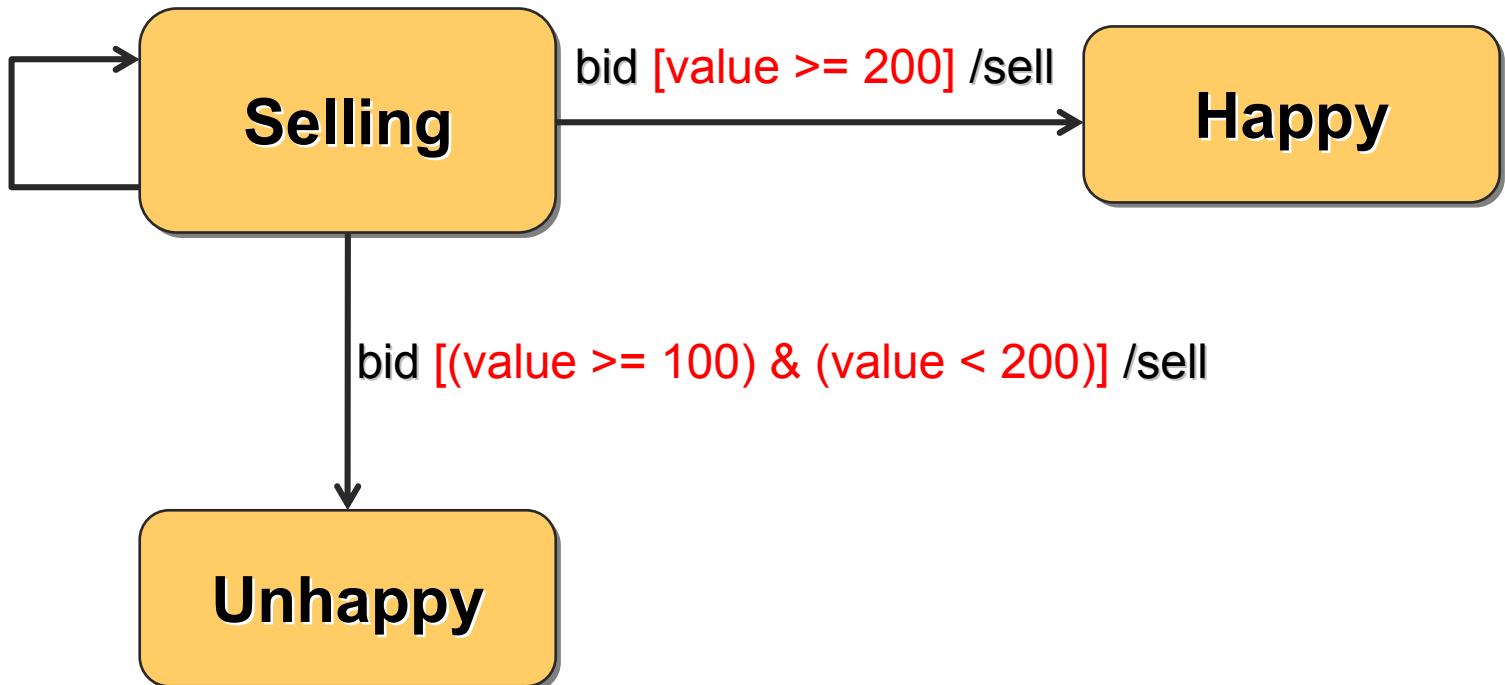 bid [value >= 200] /sell
Selling
Happy
bid [(value >= 100) & (value < 200)] /sell
Unhappy